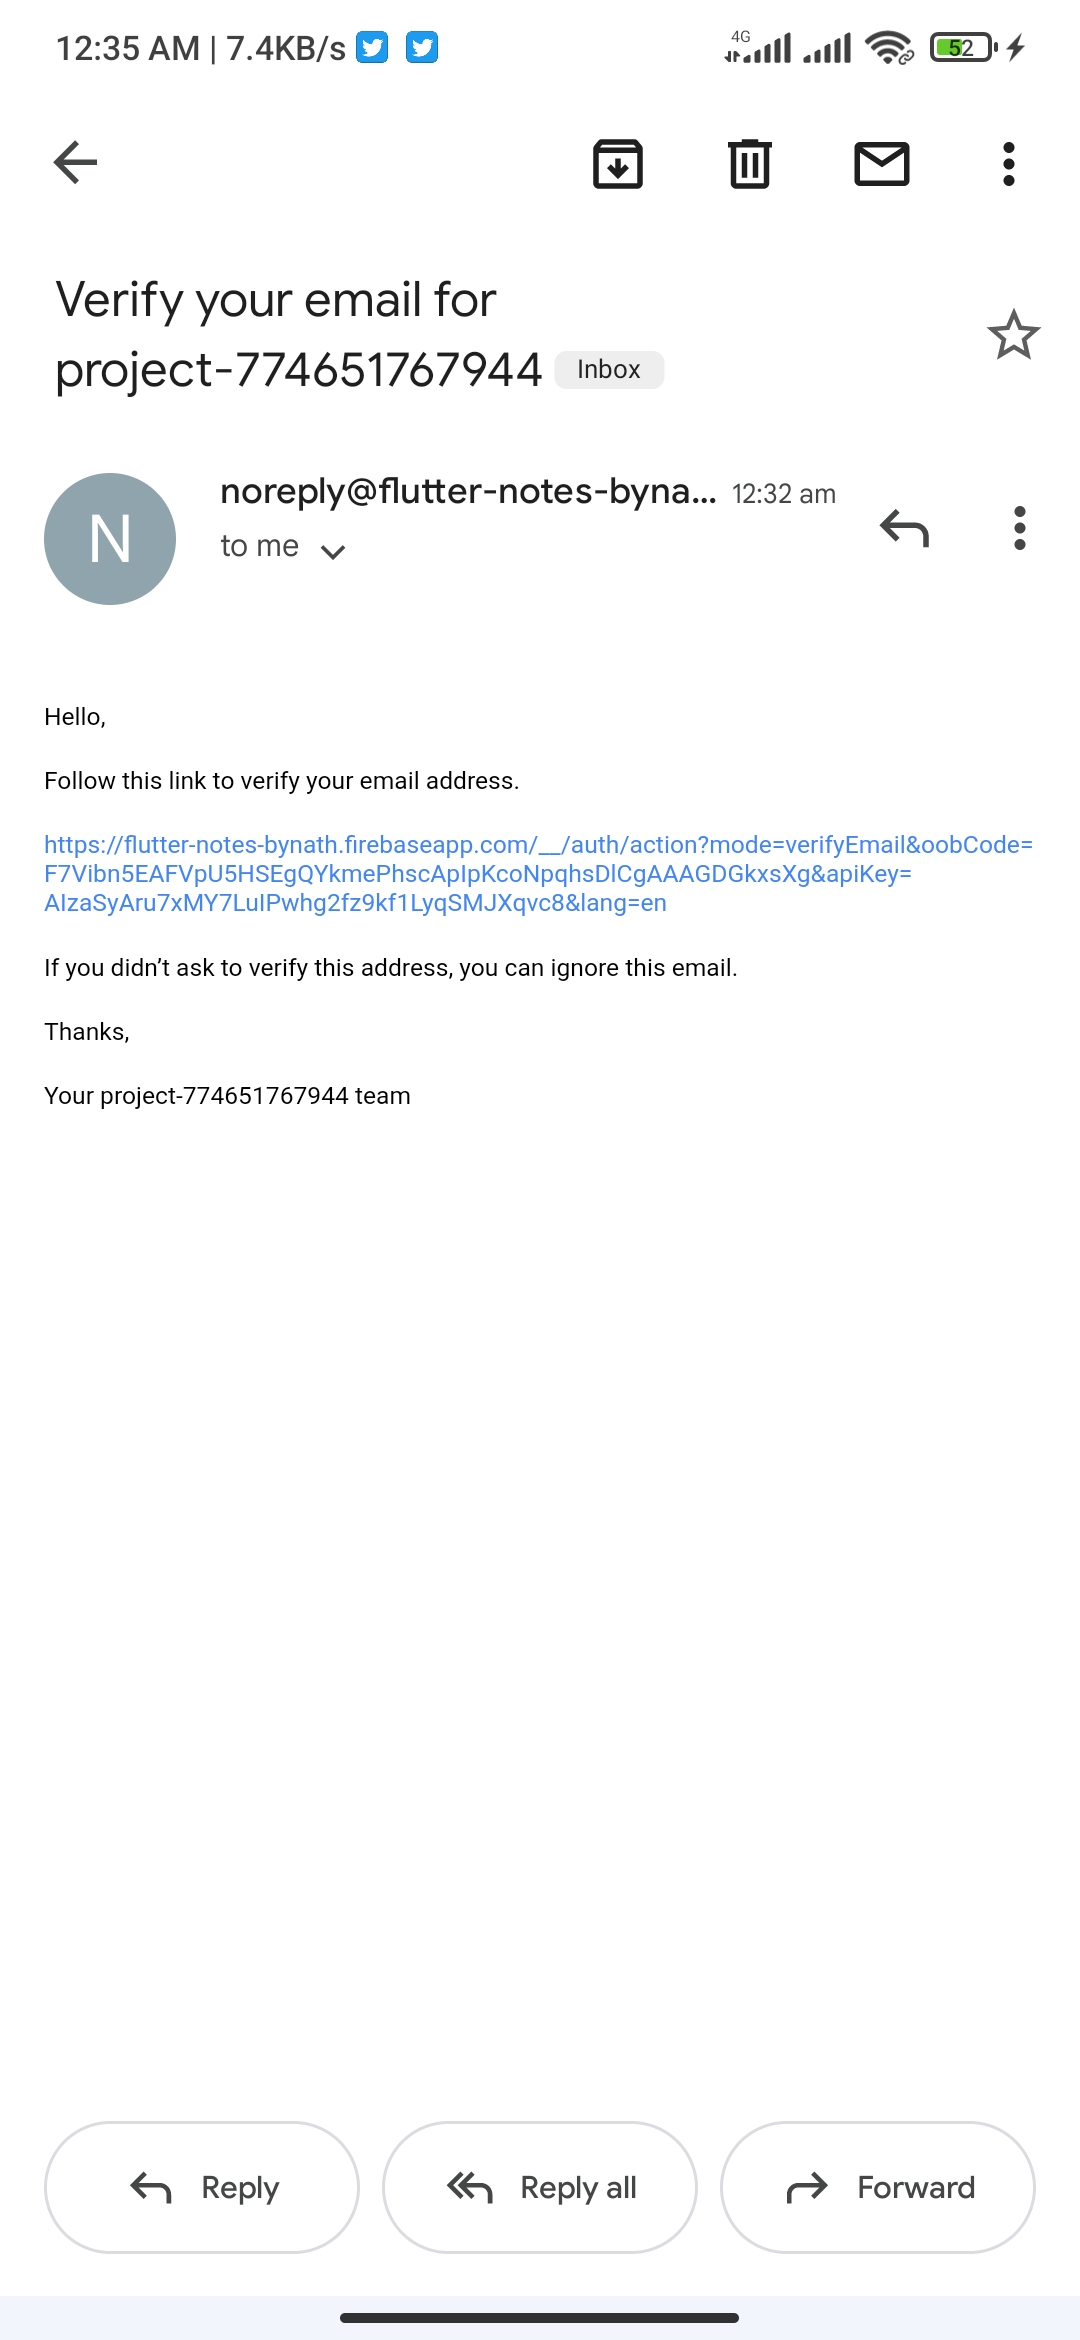 12:35 AM | 7.4KB/s
4G
52
Verify your email for
project-774651767944 Inbox
N
noreply@flutter-notes-byna... 12:32 am
to me
Hello,
Follow this link to verify your email address.
https://flutter-notes-bynath.firebaseapp.com/__/auth/action?mode=verifyEmail&oobCode=
F7Vibn5EAFVpU5HSEgQYkmePhscApIpKcoNpqhsDlCgAAAGDGkxsXg&apiKey=
AIzaSyAru7xMY7LuIPwhg2fz9kf1LyqSMJXqvc8&lang=en
If you didn’t ask to verify this address, you can ignore this email.
Thanks,
Your project-774651767944 team
Reply
Reply all
Forward